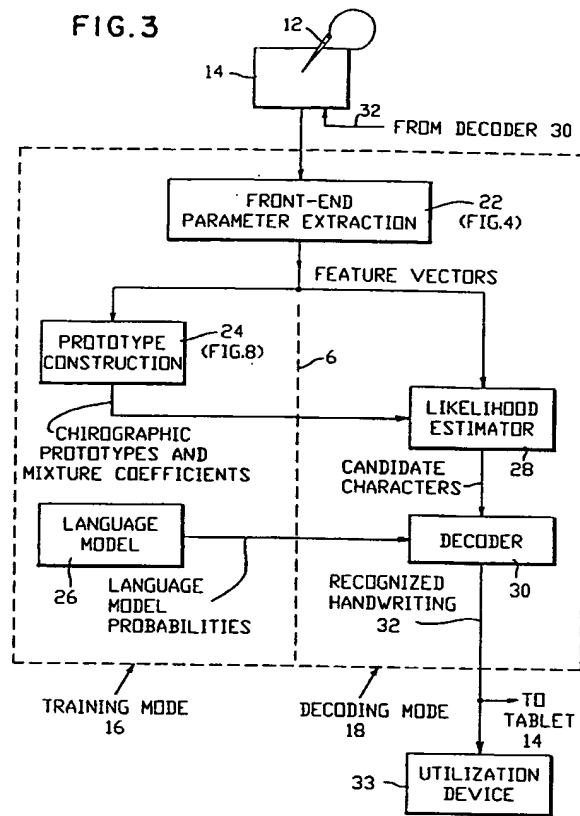 FIG.3
12
14
32
FROM DECODER 30
FRONT-END
PARAMETER EXTRACTION
22
(FIG.4)
FEATURE VECTORS
PROTOTYPE
CONSTRUCTION
24
(FIG.8)
6
LIKELIHOOD
ESTIMATOR
28
CHIROGRAPHIC
PROTOTYPES AND
MIXTURE COEFFICIENTS
CANDIDATE
CHARACTERS
LANGUAGE
MODEL
26
DECODER
30
LANGUAGE
MODEL
PROBABILITIES
RECOGNIZED
HANDWRITING
32
TRAINING MODE
16
DECODING MODE
18
TO
TABLET
14
33
UTILIZATION
DEVICE